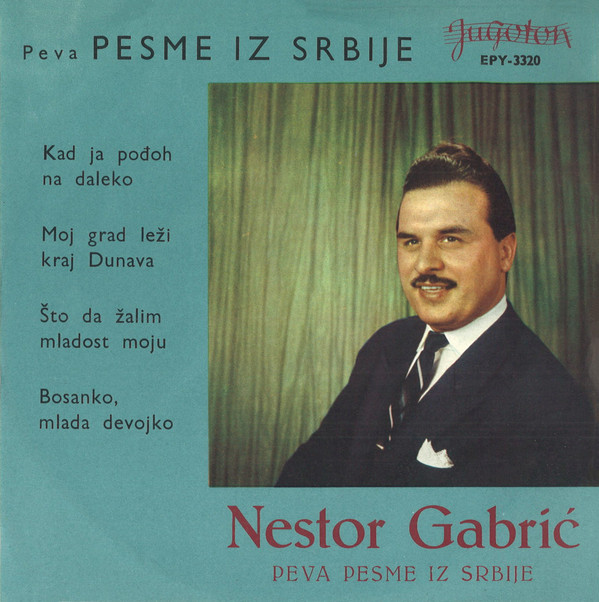 Peva PESME IZ SRBIJE
Jugoton
EPY-3320
Kad ja pođoh
na daleko
Moj grad leži
kraj Dunava
Što da žalim
mladost moju
Bosanko,
mlada devojko
Nestor Gabrić
PEVA PESME IZ SRBIJE